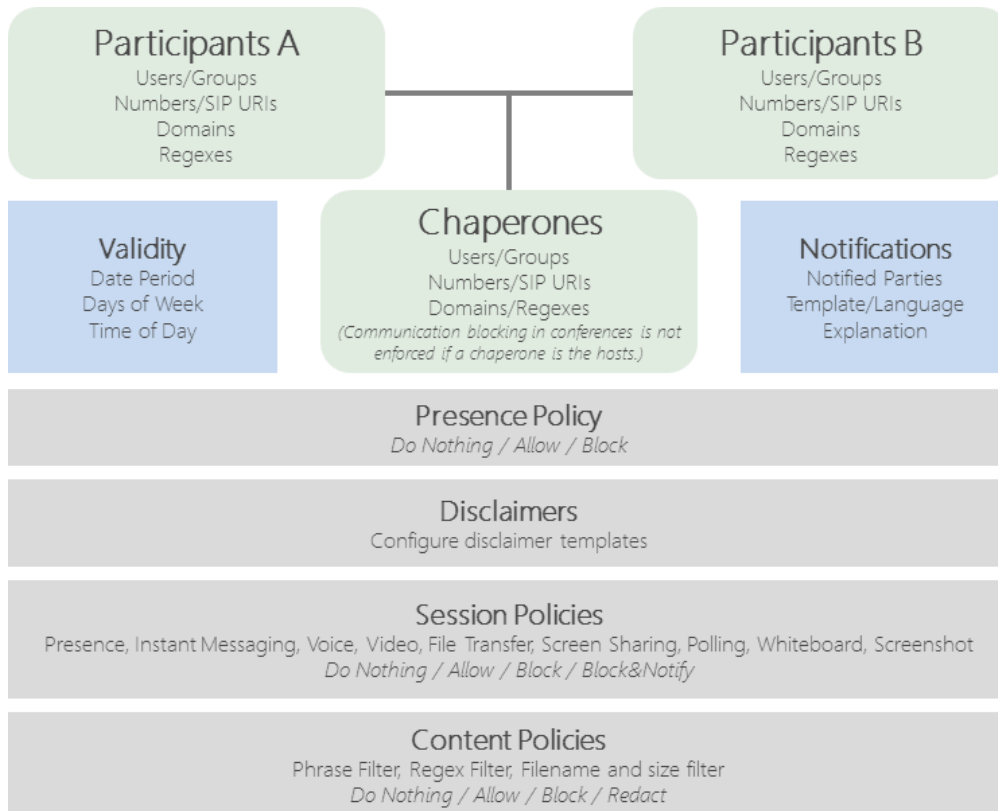 Participants A
Users/Groups
Numbers/SIP URIs
Domains
Regexes
Participants B
Users/Groups
Numbers/SIP URIs
Domains
Regexes
Validity
Date Period
Days of Week
Time of Day
Chaperones
Users/Groups
Numbers/SIP URIs
Domains/Regexes
(Communication blocking in conferences is not
enforced if a chaperone is the hosts.)
Notifications
Notified Parties
Template/Language
Explanation
Presence Policy
Do Nothing / Allow / Block
Disclaimers
Configure disclaimer templates
Session Policies
Presence, Instant Messaging, Voice, Video, File Transfer, Screen Sharing, Polling, Whiteboard, Screenshot
Do Nothing / Allow / Block / Block&Notify
Content Policies
Phrase Filter, Regex Filter, Filename and size filter
Do Nothing / Allow / Block / Redact